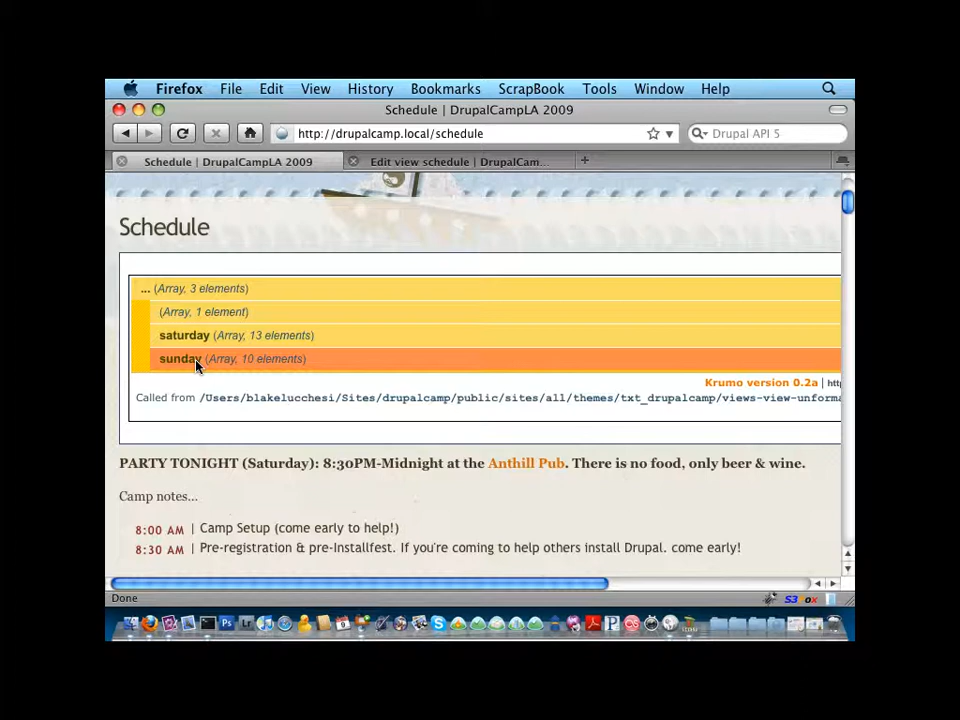 Firefox File Edit View History Bookmarks ScrapBook Tools Window Help
Schedule | DrupalCampLA 2009
http://drupalcamp.local/schedule
Drupal API 5
Schedule | DrupalCampLA 2009
Edit view schedule | DrupalCam...
Schedule
... (Array, 3 elements)
(Array, 1 element)
saturday (Array, 13 elements)
sunday (Array, 10 elements)
Krumo version 0.2a | htt
Called from /Users/blakelucchesi/Sites/drupalcamp/public/sites/all/themes/txt_drupalcamp/views-view-unforma
PARTY TONIGHT (Saturday): 8:30PM-Midnight at the Anthill Pub. There is no food, only beer & wine.
Camp notes...
8:00 AM | Camp Setup (come early to help!)
8:30 AM | Pre-registration & pre-Installfest. If you're coming to help others install Drupal. come early!
Done